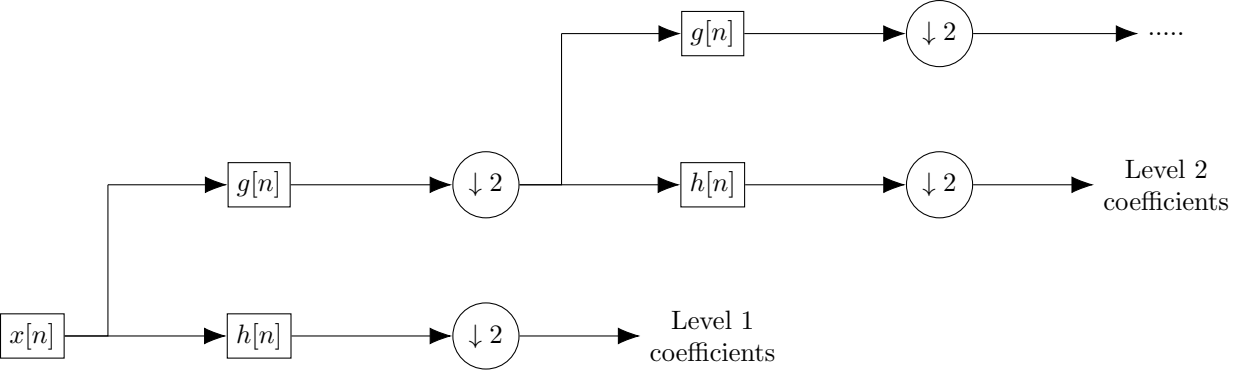 g[n]
↓ 2
.....
g[n]
↓ 2
h[n]
↓ 2
Level 2
coefficients
x[n]
h[n]
↓ 2
Level 1
coefficients